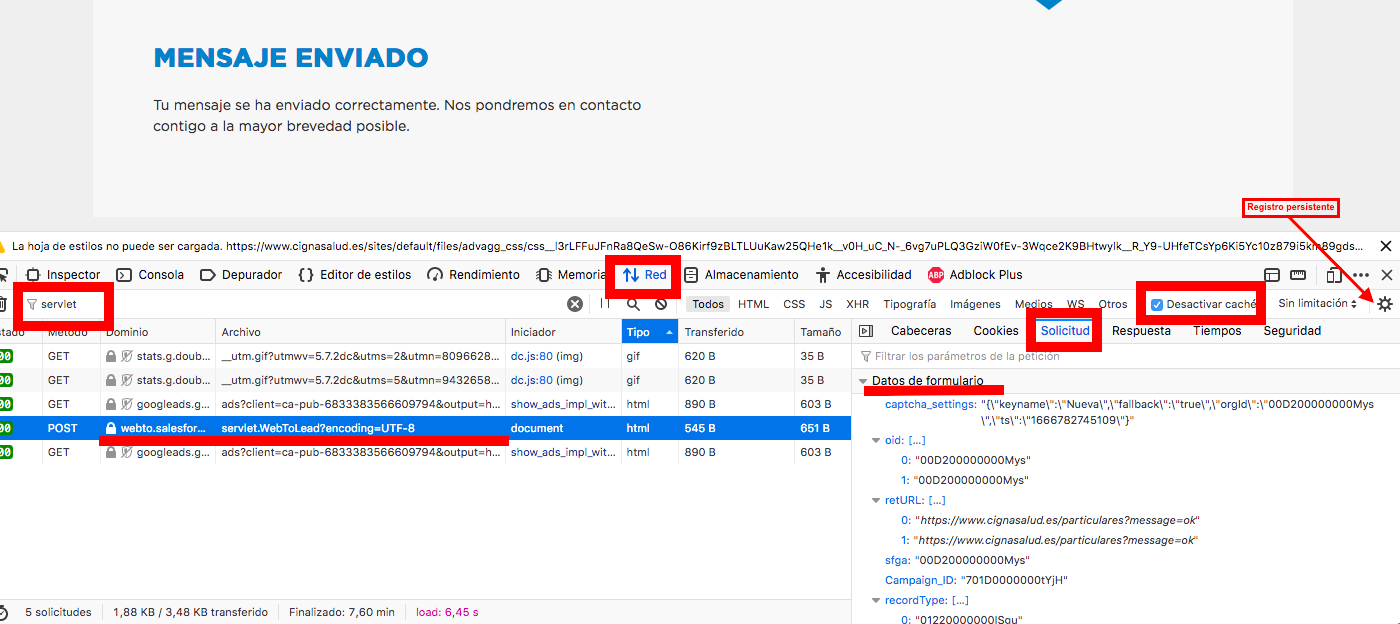 MENSAJE ENVIADO
Tu mensaje se ha enviado correctamente. Nos pondremos en contacto
contigo a la mayor brevedad posible.
Registro persistente
La hoja de estilos no puede ser cargada. https://www.cignasalud.es/sites/default/files/advagg_css/css__l3rLFFuJFnRa8QeSw-O86Kirf9zBLTLUuKaw25QHe1k__v0H_uC_N-_6vg7uPLQ3GziW0fEv-3Wqce2K9BHtwylk__R_Y9-UHfeTCsYp6Ki5Yc10z879i5km89gds...
Inspector Consola Depurador Editor de estilos Rendimiento Memoria Red Almacenamiento Accesibilidad ABP Adblock Plus
servlet Todos HTML CSS JS XHR Tipografía Imágenes Medios WS Otros Desactivar caché Sin limitación
stado Método Dominio Archivo Iniciador Tipo Transferido Tamaño Cabeceras Cookies Solicitud Respuesta Tiempos Seguridad
00 GET stats.g.doub... __utm.gif?utmwv=5.7.2dc&utms=2&utmn=8096628... dc.js:80 (img) gif 620 B 35 B
Filtrar los parámetros de la petición
00 GET stats.g.doub... __utm.gif?utmwv=5.7.2dc&utms=5&utmn=9432658... dc.js:80 (img) gif 620 B 35 B
Datos de formulario
00 GET googleads.g... ads?client=ca-pub-6833383566609794&output=h... show_ads_impl_wit... html 890 B 603 B
captcha_settings: "{\"keyname\":\"Nueva\",\"fallback\":\"true\",\"orgId\":\"00D200000000Mys
\",\"ts\":\"1666782745109\"}"
00 POST webto.salesfor... servlet.WebToLead?encoding=UTF-8 document html 545 B 651 B
oid: [...]
00 GET googleads.g... ads?client=ca-pub-6833383566609794&output=h... show_ads_impl_wit... html 890 B 603 B
0: "00D200000000Mys"
1: "00D200000000Mys"
retURL: [...]
0: "https://www.cignasalud.es/particulares?message=ok"
1: "https://www.cignasalud.es/particulares?message=ok"
sfga: "00D200000000Mys"
Campaign_ID: "701D0000000tYjH"
recordType: [...]
0: "01220000000ISgu"
5 solicitudes 1,88 KB / 3,48 KB transferido Finalizado: 7,60 min load: 6,45 s